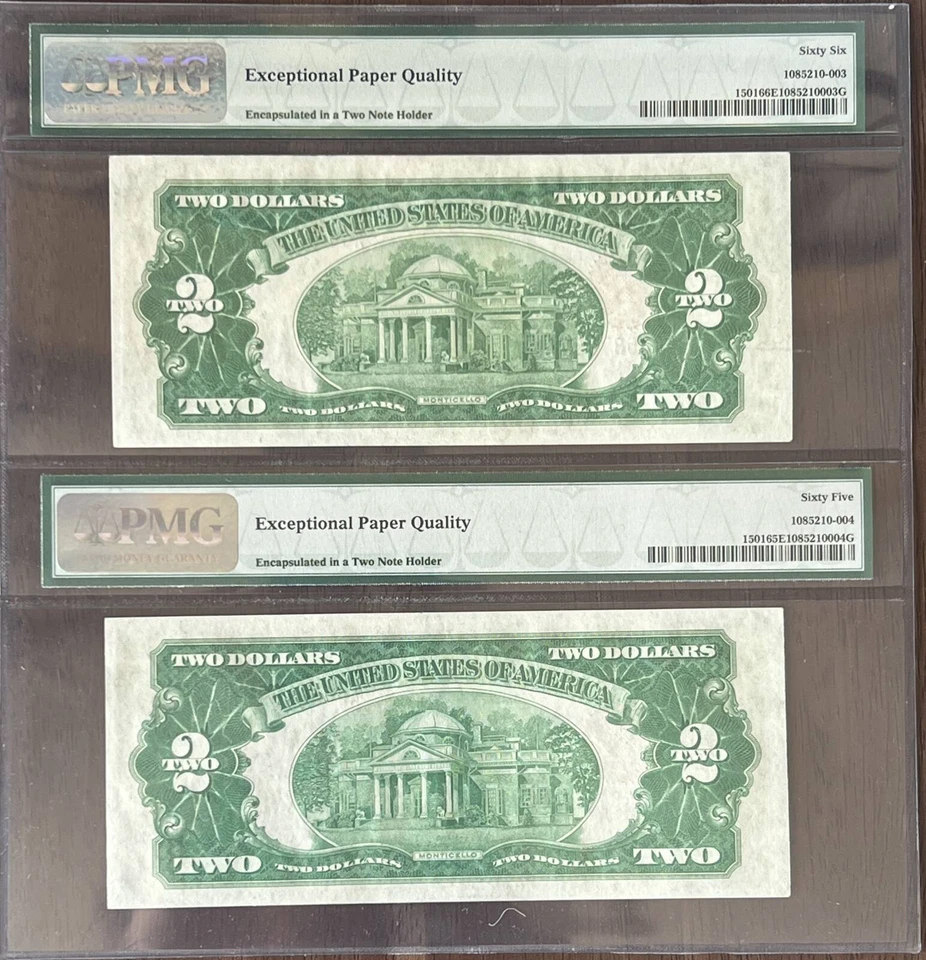 PMG
Exceptional Paper Quality
Encapsulated in a Two Note Holder
Sixty Six
1085210-003
150166E1085210003G
TWO DOLLARS
TWO DOLLARS
THE UNITED STATES OF AMERICA
2
TWO
2
TWO
TWO
TWO DOLLARS
MONTICELLO
TWO DOLLARS
TWO
PMG
Exceptional Paper Quality
Encapsulated in a Two Note Holder
Sixty Five
1085210-004
150165E1085210004G
TWO DOLLARS
TWO DOLLARS
THE UNITED STATES OF AMERICA
2
TWO
2
TWO
TWO
TWO DOLLARS
MONTICELLO
TWO DOLLARS
TWO